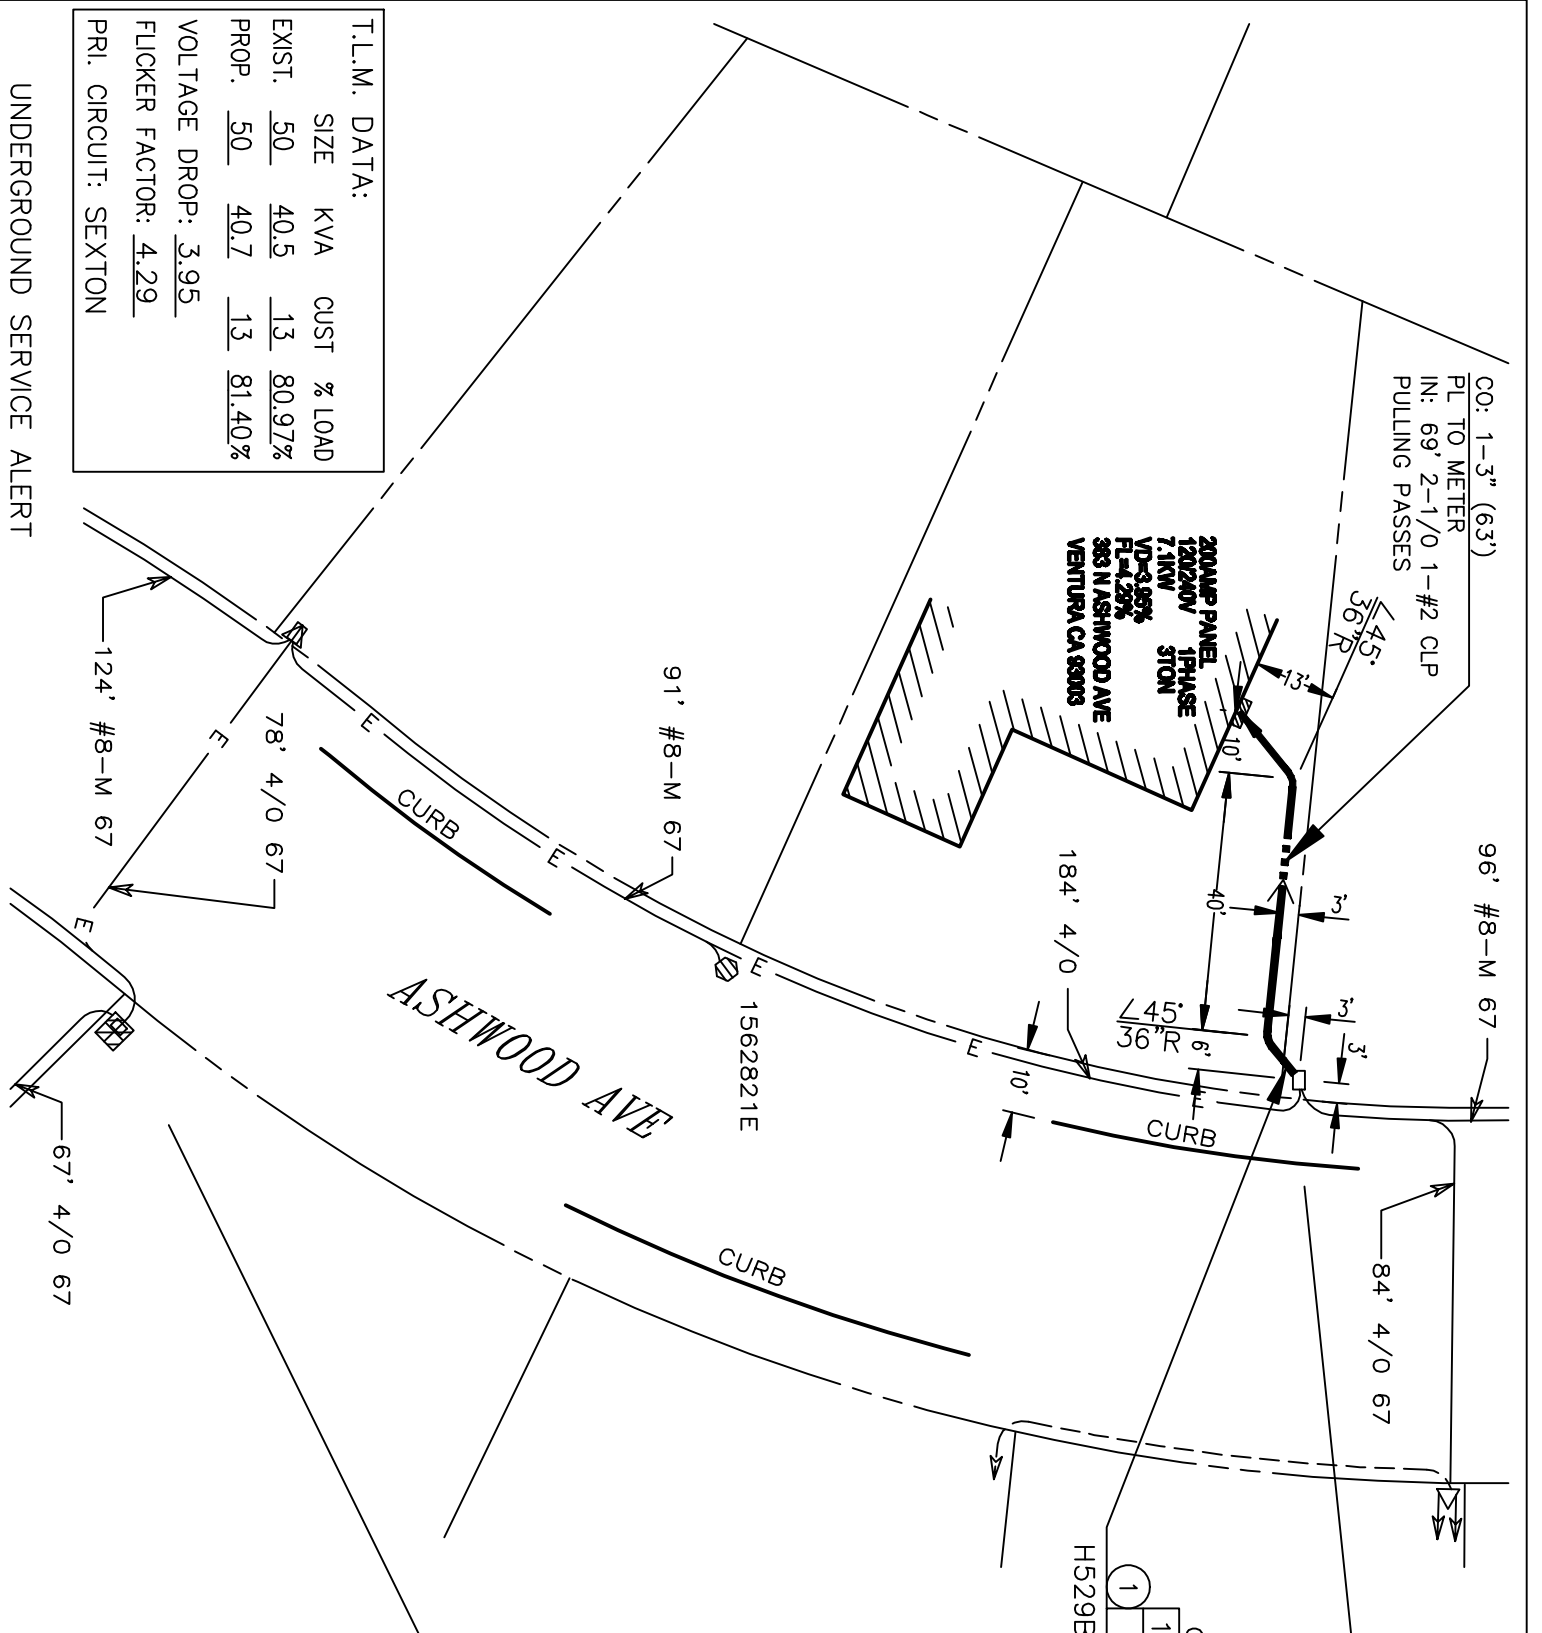 CO: 1-3" (63')
PL TO METER
IN: 69' 2-1/0 1-#2 CLP
PULLING PASSES
∠45°
36"R
13'
200AMP PANEL
120/240V 1PHASE
7.1KW 3TON
VD=3.95%
FL=4.29%
383 N ASHWOOD AVE
VENTURA CA 93003
10'
40'
3'
3'
3'
96' #8-M 67
∠45°
36"R
6'
10'
184' 4/0
CURB
84' 4/0 67
91' #8-M 67
1562821E
E
E
E
E
E
E
E
CURB
78' 4/0 67
124' #8-M 67
ASHWOOD AVE
CURB
67' 4/0 67
1
1
H529B
T.L.M. DATA:
SIZE KVA CUST % LOAD
EXIST. 50 40.5 13 80.97%
PROP. 50 40.7 13 81.40%
VOLTAGE DROP: 3.95
FLICKER FACTOR: 4.29
PRI. CIRCUIT: SEXTON
UNDERGROUND SERVICE ALERT